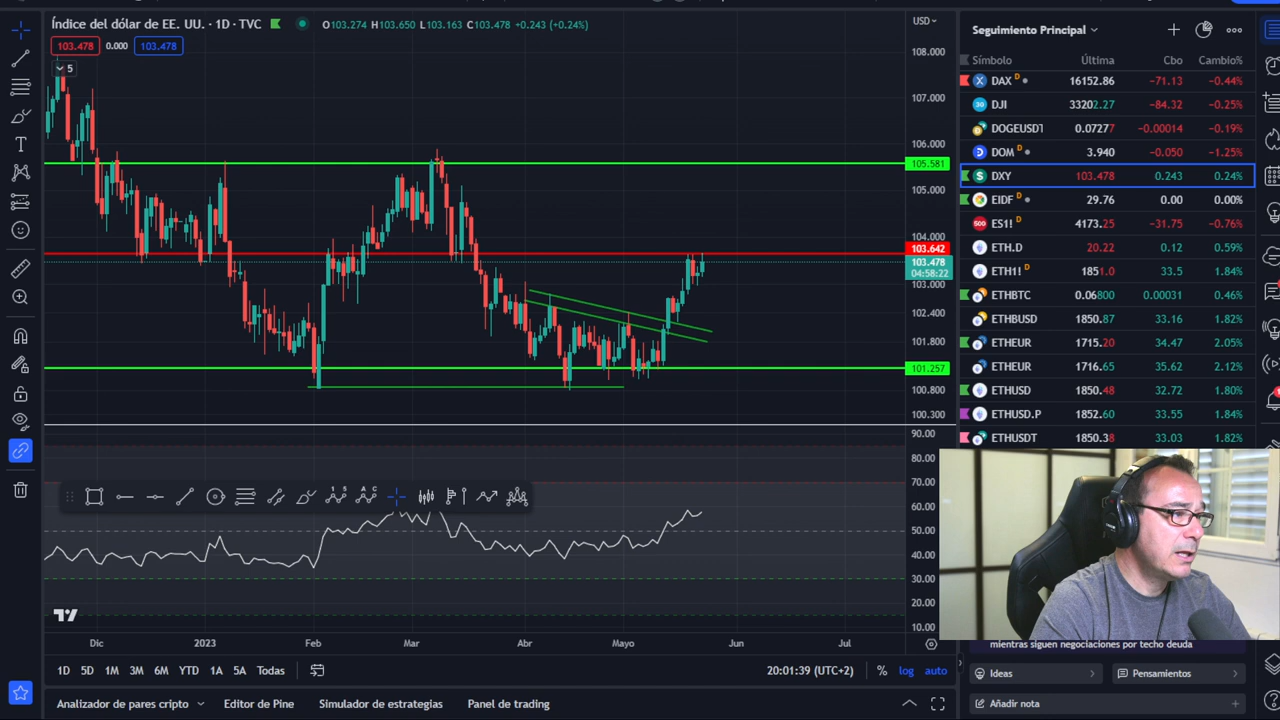 Índice del dólar de EE. UU. · 1D · TVC O103.274 H103.650 L103.163 C103.478 +0.243 (+0.24%)
103.478 0.000 103.478
5
USD
108.000
107.000
106.000
105.581
105.000
104.000
103.642
103.478
04:58:22
103.000
102.400
101.800
101.257
100.800
100.300
90.00
80.00
70.00
60.00
50.00
40.00
30.00
20.00
10.00
Dic 2023 Feb Mar Abr Mayo Jun Jul
1D 5D 1M 3M 6M YTD 1A 5A Todas 20:01:39 (UTC+2) % log auto
Analizador de pares cripto Editor de Pine Simulador de estrategias Panel de trading
Seguimiento Principal
Símbolo Última Cbo Cambio%
DAX D 16152.86 −71.13 −0.44%
DJI 33202.27 −84.32 −0.25%
DOGEUSDT 0.07277 −0.00014 −0.19%
DOM D 3.940 −0.050 −1.25%
DXY 103.478 0.243 0.24%
EIDF D 29.76 0.00 0.00%
ES1! D 4173.25 −31.75 −0.76%
ETH.D 20.22 0.12 0.59%
ETH1! D 1851.0 33.5 1.84%
ETHBTC 0.06800 0.00031 0.46%
ETHBUSD 1850.87 33.16 1.82%
ETHEUR 1715.20 34.47 2.05%
ETHEUR 1716.65 35.62 2.12%
ETHUSD 1850.48 32.72 1.80%
ETHUSD.P 1852.60 33.55 1.84%
ETHUSDT 1850.38 33.03 1.82%
mientras siguen negociaciones por techo deuda
Ideas Pensamientos
Añadir nota